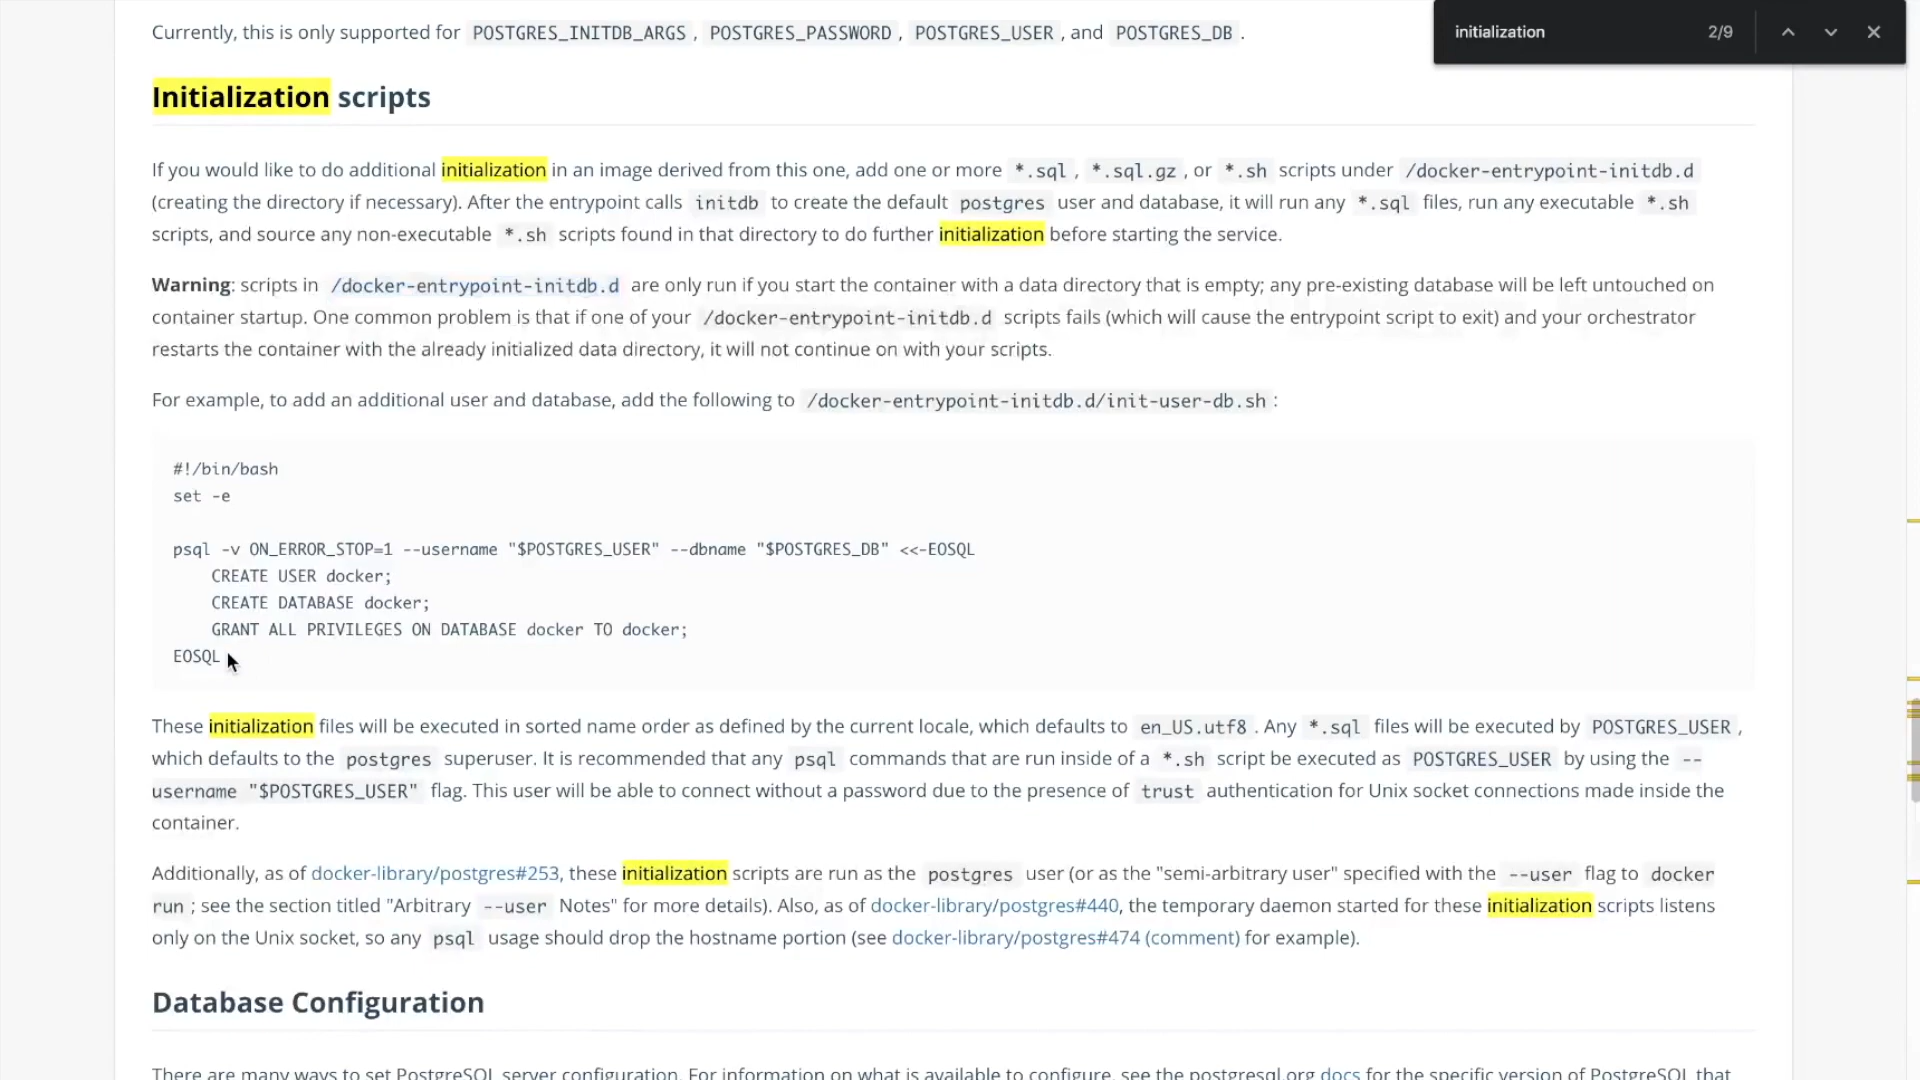 Currently, this is only supported for POSTGRES_INITDB_ARGS , POSTGRES_PASSWORD , POSTGRES_USER , and POSTGRES_DB .
initialization 2/9
Initialization scripts
If you would like to do additional initialization in an image derived from this one, add one or more *.sql , *.sql.gz , or *.sh scripts under /docker-entrypoint-initdb.d
(creating the directory if necessary). After the entrypoint calls initdb to create the default postgres user and database, it will run any *.sql files, run any executable *.sh
scripts, and source any non-executable *.sh scripts found in that directory to do further initialization before starting the service.
Warning: scripts in /docker-entrypoint-initdb.d are only run if you start the container with a data directory that is empty; any pre-existing database will be left untouched on
container startup. One common problem is that if one of your /docker-entrypoint-initdb.d scripts fails (which will cause the entrypoint script to exit) and your orchestrator
restarts the container with the already initialized data directory, it will not continue on with your scripts.
For example, to add an additional user and database, add the following to /docker-entrypoint-initdb.d/init-user-db.sh :
#!/bin/bash
set -e
psql -v ON_ERROR_STOP=1 --username "$POSTGRES_USER" --dbname "$POSTGRES_DB" <<-EOSQL
CREATE USER docker;
CREATE DATABASE docker;
GRANT ALL PRIVILEGES ON DATABASE docker TO docker;
EOSQL
These initialization files will be executed in sorted name order as defined by the current locale, which defaults to en_US.utf8 . Any *.sql files will be executed by POSTGRES_USER ,
which defaults to the postgres superuser. It is recommended that any psql commands that are run inside of a *.sh script be executed as POSTGRES_USER by using the --
username "$POSTGRES_USER" flag. This user will be able to connect without a password due to the presence of trust authentication for Unix socket connections made inside the
container.
Additionally, as of docker-library/postgres#253, these initialization scripts are run as the postgres user (or as the "semi-arbitrary user" specified with the --user flag to docker
run ; see the section titled "Arbitrary --user Notes" for more details). Also, as of docker-library/postgres#440, the temporary daemon started for these initialization scripts listens
only on the Unix socket, so any psql usage should drop the hostname portion (see docker-library/postgres#474 (comment) for example).
Database Configuration
There are many ways to set PostgreSQL server configuration. For information on what is available to configure, see the postgresql.org docs for the specific version of PostgreSQL that